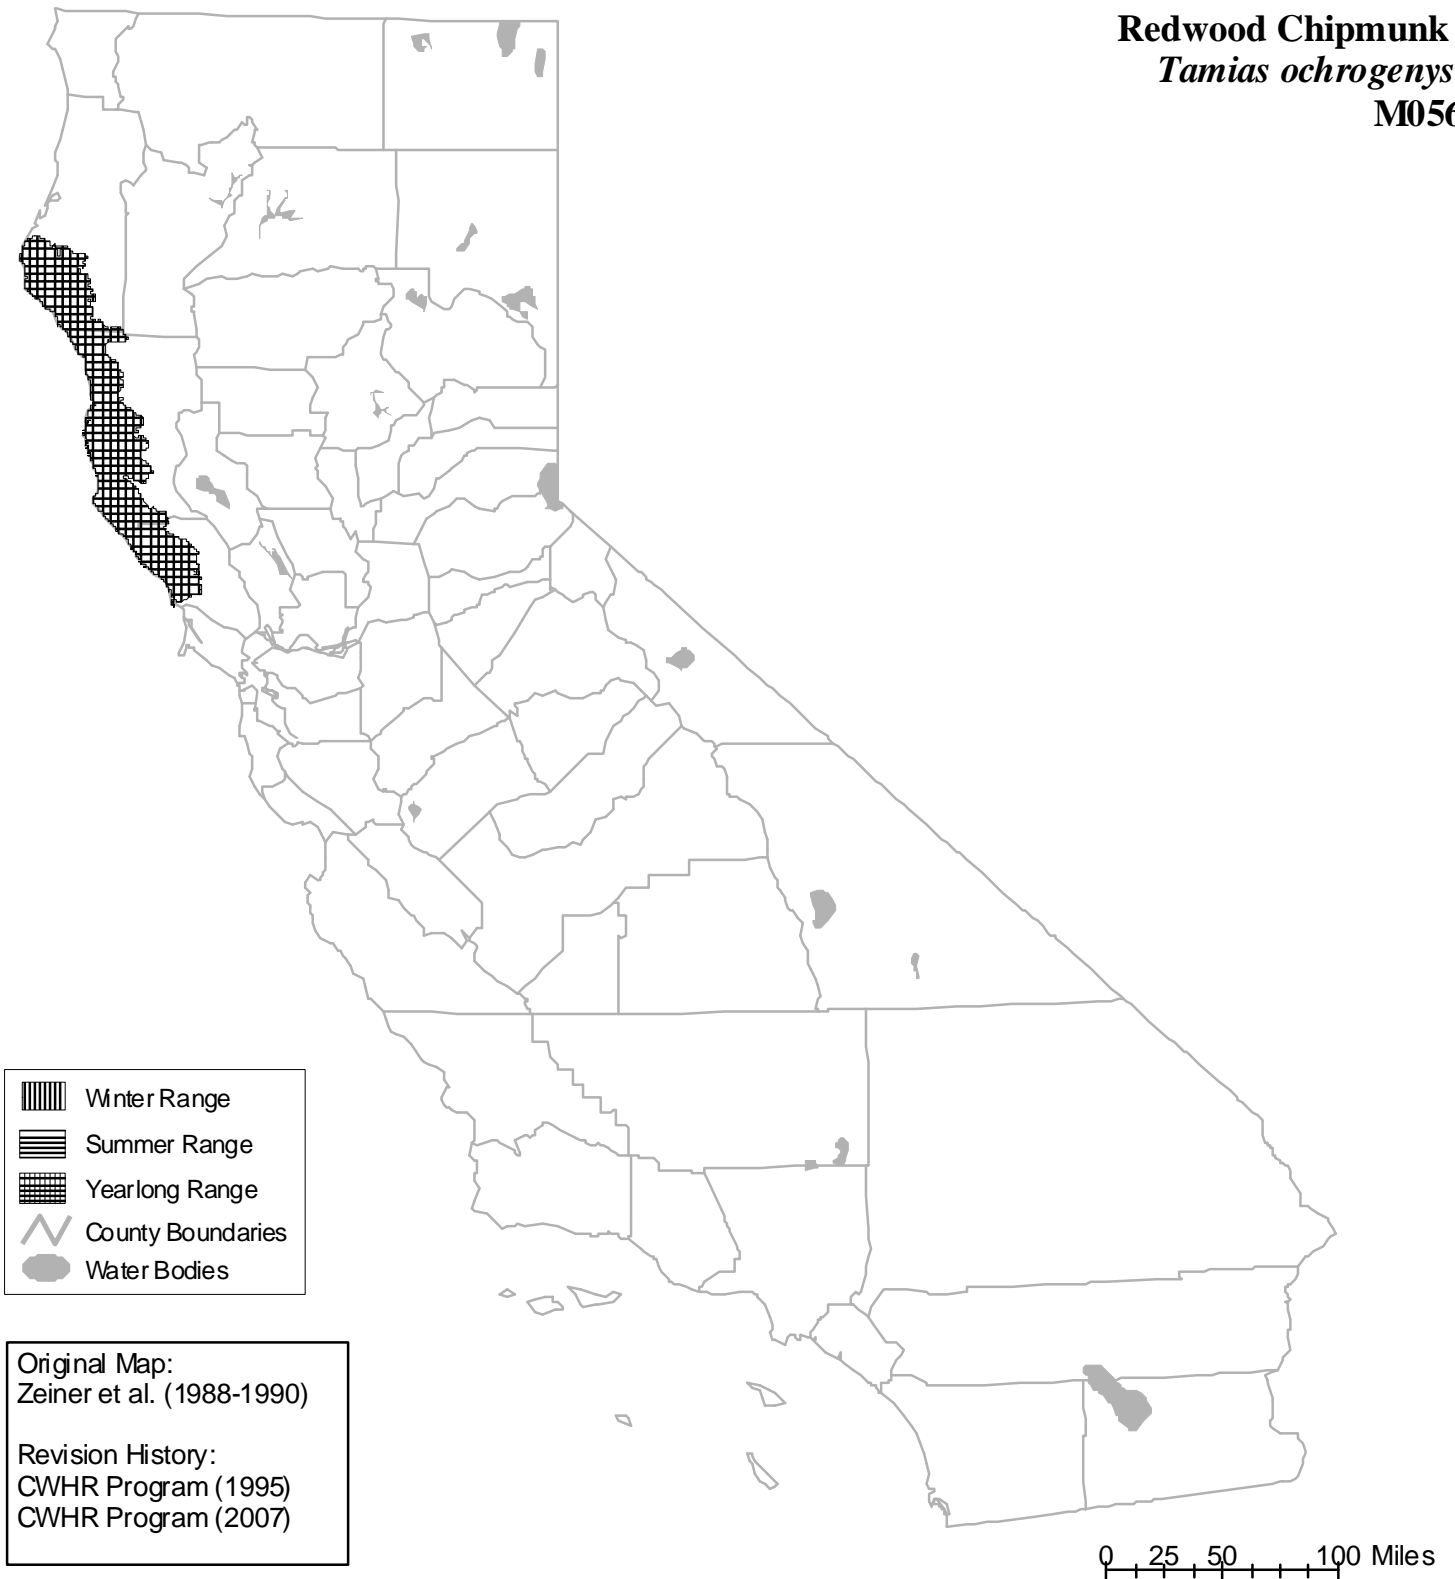 Redwood Chipmunk
Tamias ochrogenys
M056
Winter Range
Summer Range
Yearlong Range
County Boundaries
Water Bodies
Original Map:
Zeiner et al. (1988-1990)
Revision History:
CWHR Program (1995)
CWHR Program (2007)
0 25 50 100 Miles